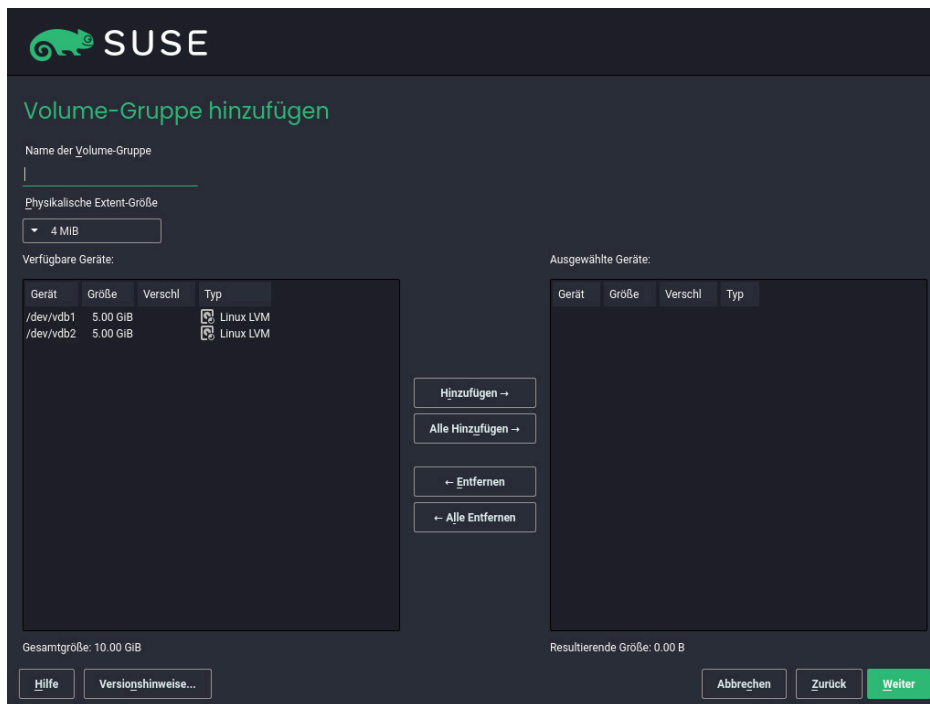 SUSE
Volume-Gruppe hinzufügen
Name der Volume-Gruppe
Physikalische Extent-Größe
4 MiB
Verfügbare Geräte:
Gerät Größe Verschl Typ
/dev/vdb1 5.00 GiB Linux LVM
/dev/vdb2 5.00 GiB Linux LVM
Hinzufügen →
Alle Hinzufügen →
← Entfernen
← Alle Entfernen
Ausgewählte Geräte:
Gerät Größe Verschl Typ
Gesamtgröße: 10.00 GiB
Resultierende Größe: 0.00 B
Hilfe
Versionshinweise...
Abbrechen
Zurück
Weiter